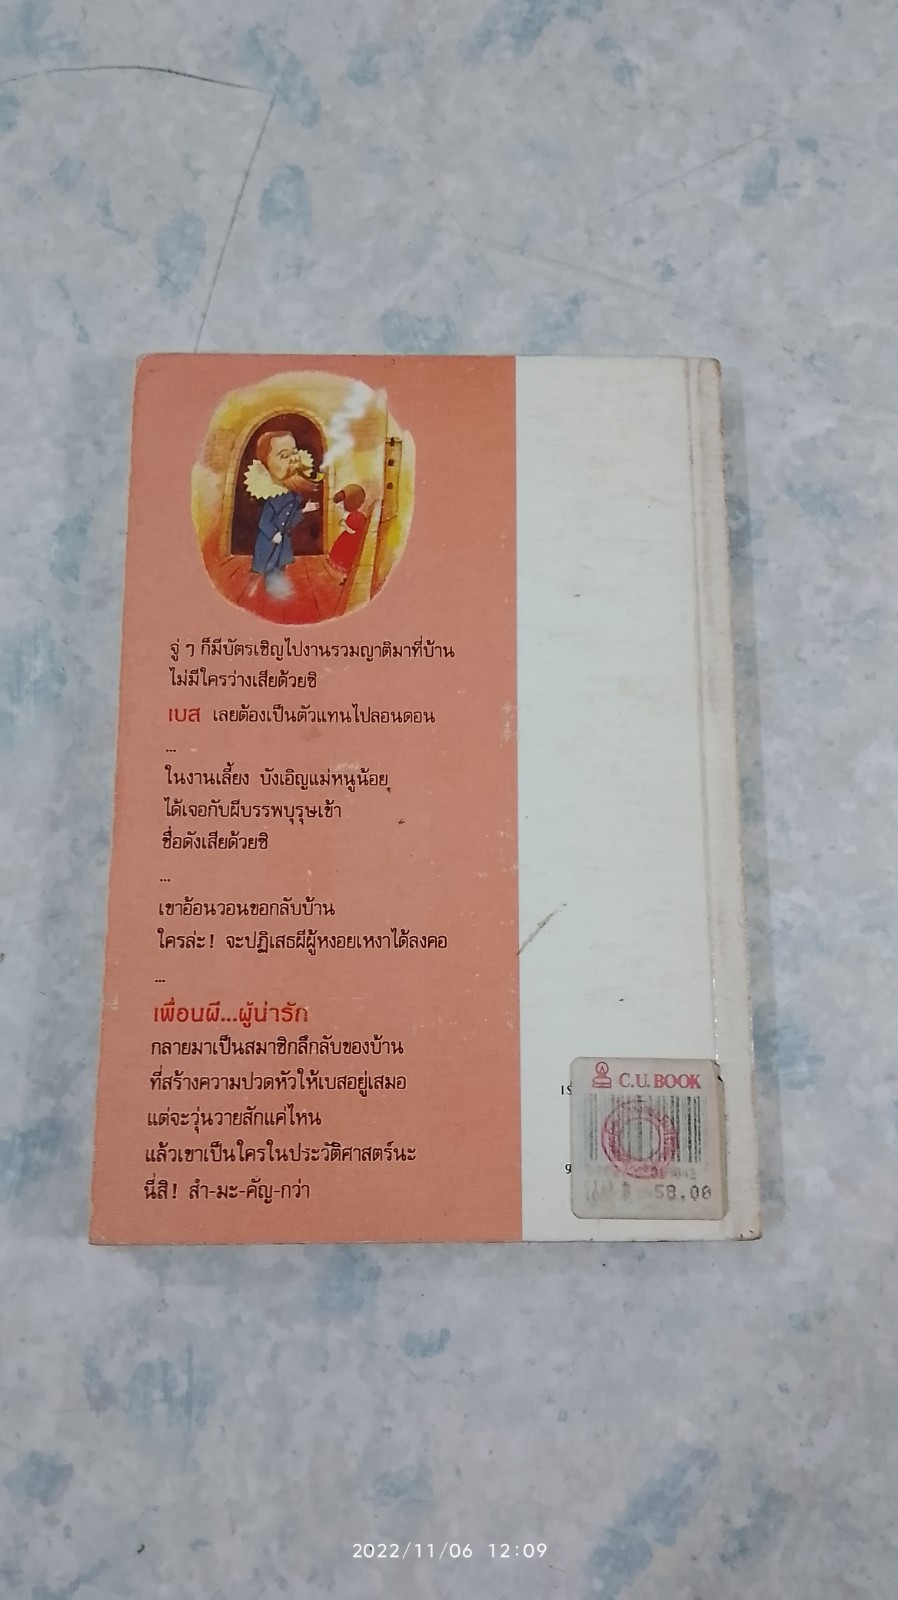 จู่ ๆ ก็มีบัตรเชิญไปงานรวมญาติมาที่บ้าน
ไม่มีใครว่างเสียด้วยซิ
เบส เลยต้องเป็นตัวแทนไปลอนดอน
...
ในงานเลี้ยง บังเอิญแม่หนูน้อย
ได้เจอกับผีบรรพบุรุษเข้า
ชื่อดังเสียด้วยซิ
...
เขาอ้อนวอนขอกลับบ้าน
ใครล่ะ! จะปฏิเสธผีผู้หงอยเหงาได้ลงคอ
...
เพื่อนผี...ผู้น่ารัก
กลายมาเป็นสมาชิกลึกลับของบ้าน
ที่สร้างความปวดหัวให้เบสอยู่เสมอ
แต่จะวุ่นวายสักแค่ไหน
แล้วเขาเป็นใครในประวัติศาสตร์นะ
นี่สิ! สำ-มะ-คัญ-กว่า
C.U. BOOK
58.00
2022/11/06 12:09